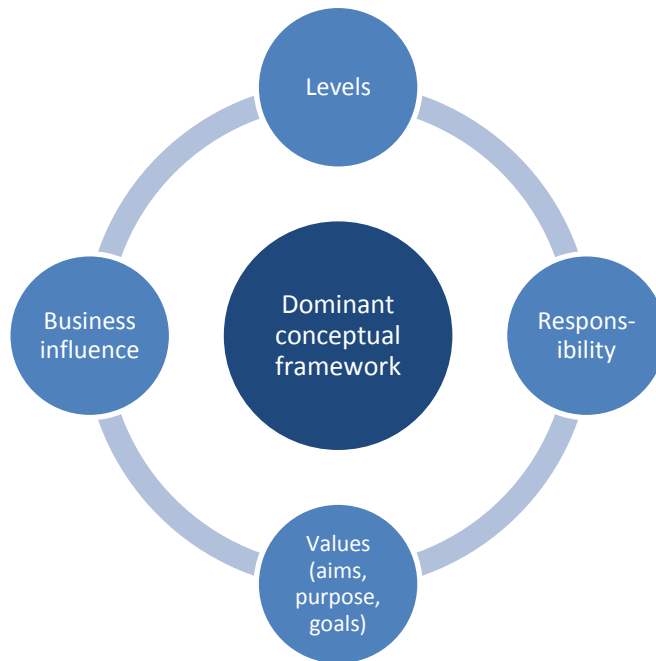 Levels
Business
influence
Dominant
conceptual
framework
Respons-
ibility
Values
(aims,
purpose,
goals)